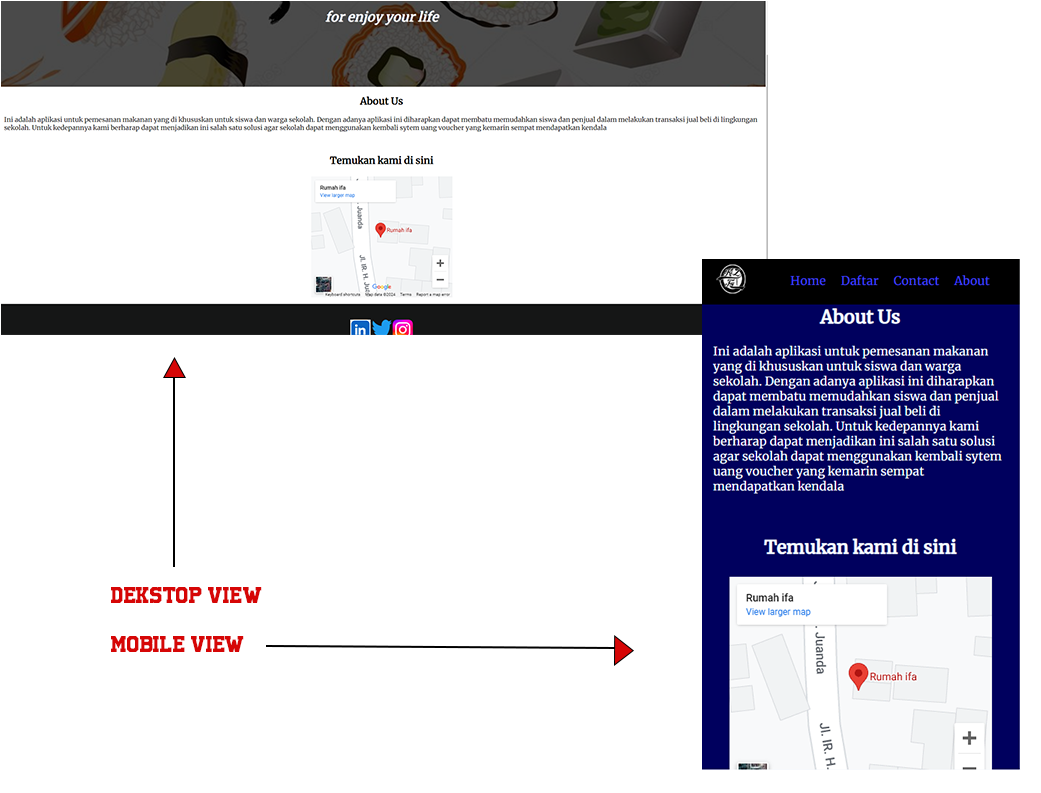 for enjoy your life
About Us
Ini adalah aplikasi untuk pemesanan makanan yang di khususkan untuk siswa dan warga sekolah. Dengan adanya aplikasi ini diharapkan dapat membatu memudahkan siswa dan penjual dalam melakukan transaksi jual beli di lingkungan
sekolah. Untuk kedepannya kami berharap dapat menjadikan ini salah satu solusi agar sekolah dapat menggunakan kembali sytem uang voucher yang kemarin sempat mendapatkan kendala
Temukan kami di sini
Rumah ifa
View larger map
Juanda
Rumah ifa
Jl. IR. H. Jua
+
−
Google
Keyboard shortcuts Map data ©2024 Terms Report a map error
in
Home Daftar Contact About
About Us
Ini adalah aplikasi untuk pemesanan makanan
yang di khususkan untuk siswa dan warga
sekolah. Dengan adanya aplikasi ini diharapkan
dapat membatu memudahkan siswa dan penjual
dalam melakukan transaksi jual beli di
lingkungan sekolah. Untuk kedepannya kami
berharap dapat menjadikan ini salah satu solusi
agar sekolah dapat menggunakan kembali sytem
uang voucher yang kemarin sempat
mendapatkan kendala
Temukan kami di sini
Rumah ifa
View larger map
. Juanda
Rumah ifa
Jl. IR. H.
+
−
DEKSTOP VIEW
MOBILE VIEW